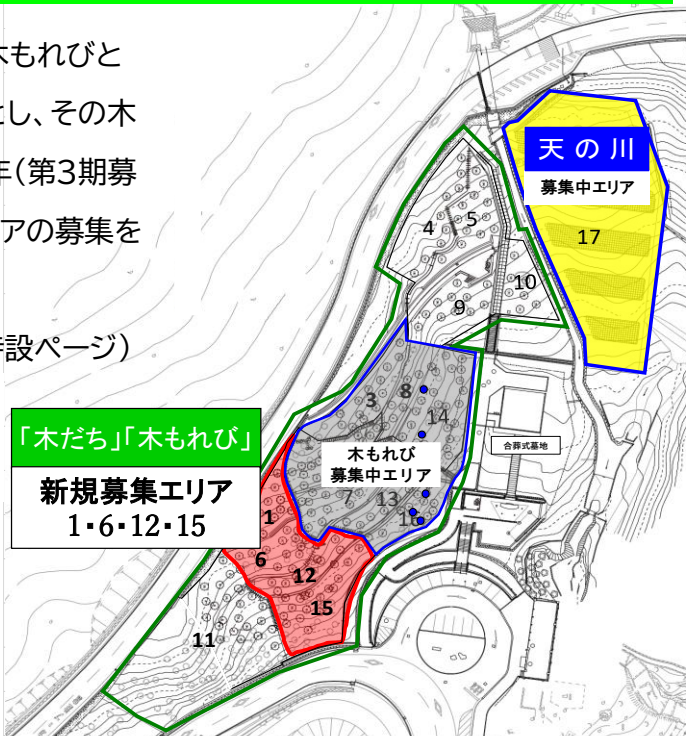 木もれびと
とし、その木
年(第3期募
アの募集を
設ページ)
天の川
募集中エリア
17
4
5
10
9
3
8
14
木もれび
募集中エリア
7
13
16
合葬式墓地
「木だち」「木もれび」
新規募集エリア
1・6・12・15
1
6
12
15
11